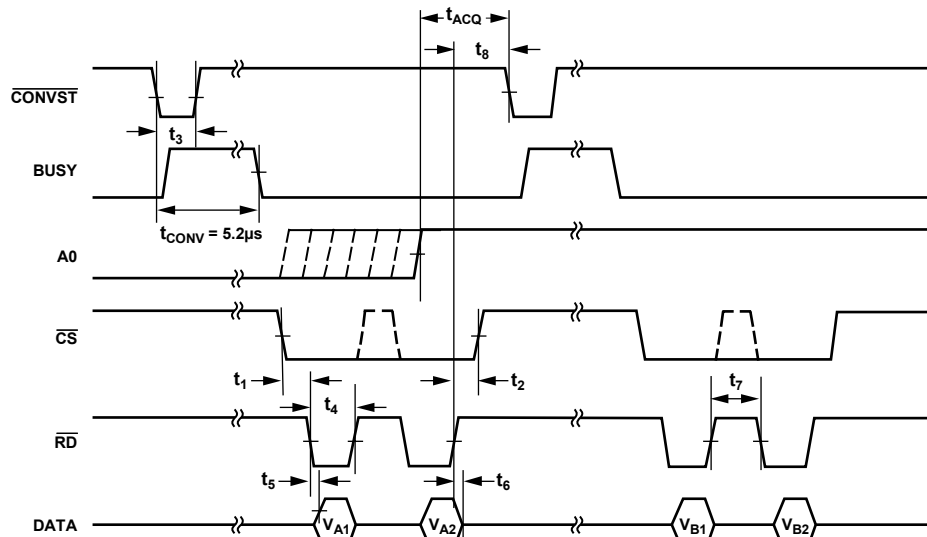 tACQ
t8
CONVST
t3
BUSY
tCONV = 5.2µs
A0
CS
t1
t4
t2
t7
RD
t5
t6
DATA
VA1
VA2
VB1
VB2